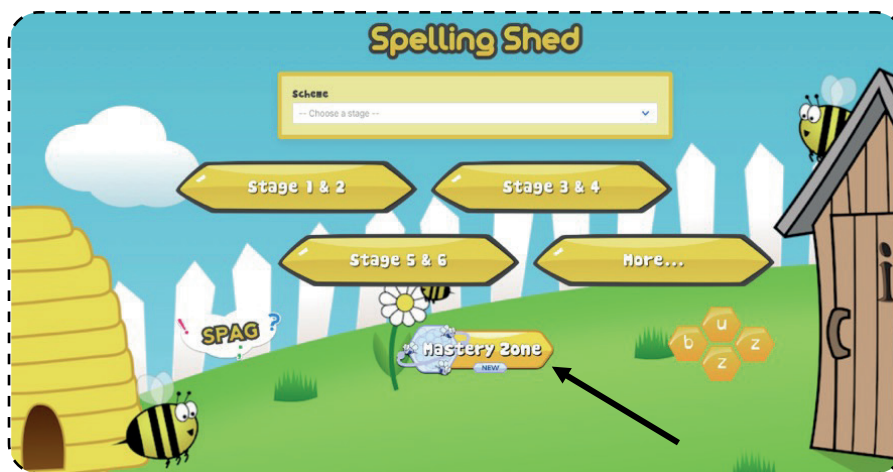 Spelling Shed
Scheme
-- Choose a stage --
Stage 1 & 2
Stage 3 & 4
Stage 5 & 6
More...
! SPAG ? ;
Mastery Zone
NEW
b u z z
i